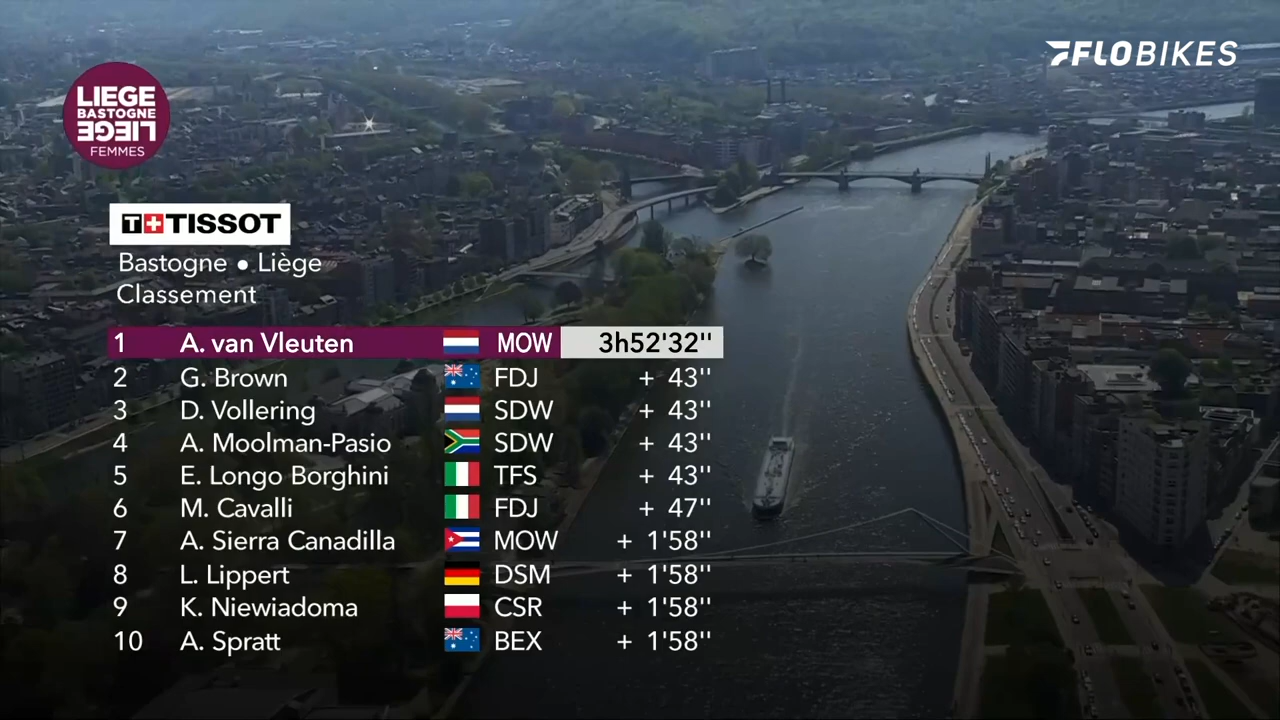 FLOBIKES
LIEGE
BASTOGNE
LIEGE
FEMMES
T+ TISSOT
Bastogne • Liège
Classement
1 A. van Vleuten MOW 3h52'32''
2 G. Brown FDJ + 43''
3 D. Vollering SDW + 43''
4 A. Moolman-Pasio SDW + 43''
5 E. Longo Borghini TFS + 43''
6 M. Cavalli FDJ + 47''
7 A. Sierra Canadilla MOW + 1'58''
8 L. Lippert DSM + 1'58''
9 K. Niewiadoma CSR + 1'58''
10 A. Spratt BEX + 1'58''